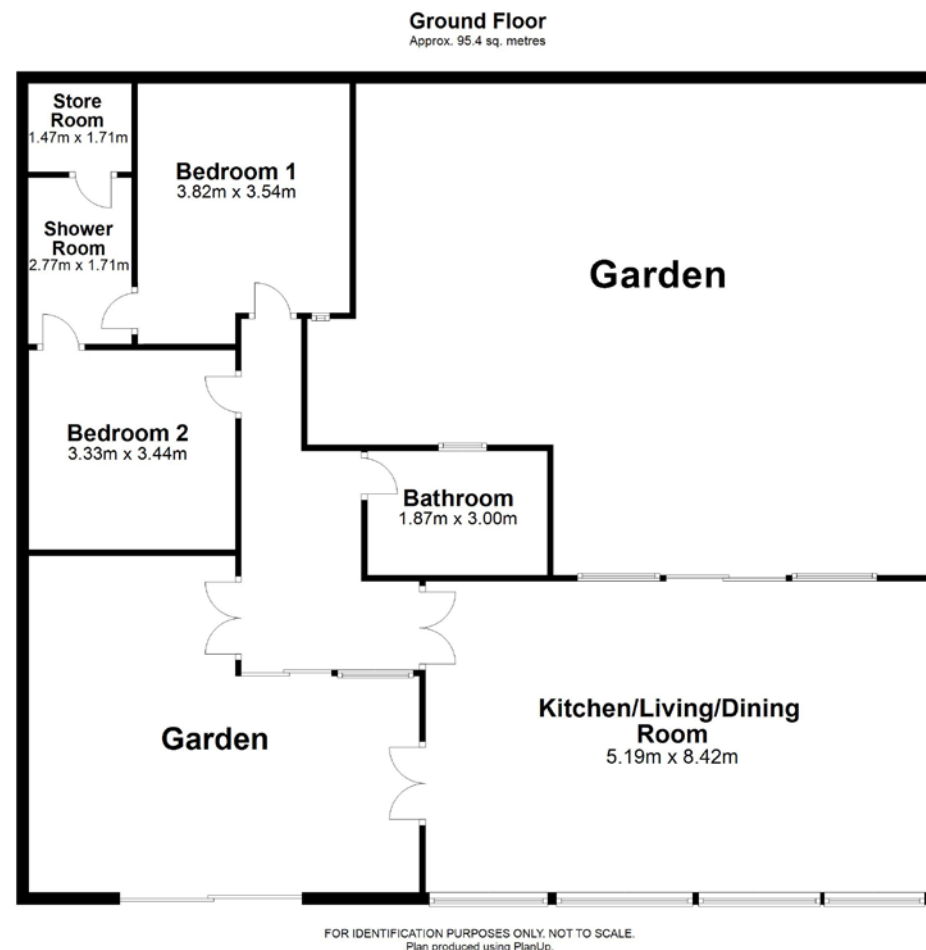 Ground Floor
Approx. 95.4 sq. metres
Store
Room
1.47m x 1.71m
Bedroom 1
3.82m x 3.54m
Shower
Room
2.77m x 1.71m
Garden
Bedroom 2
3.33m x 3.44m
Bathroom
1.87m x 3.00m
Garden
Kitchen/Living/Dining
Room
5.19m x 8.42m
FOR IDENTIFICATION PURPOSES ONLY. NOT TO SCALE.
Plan produced using PlanUp.